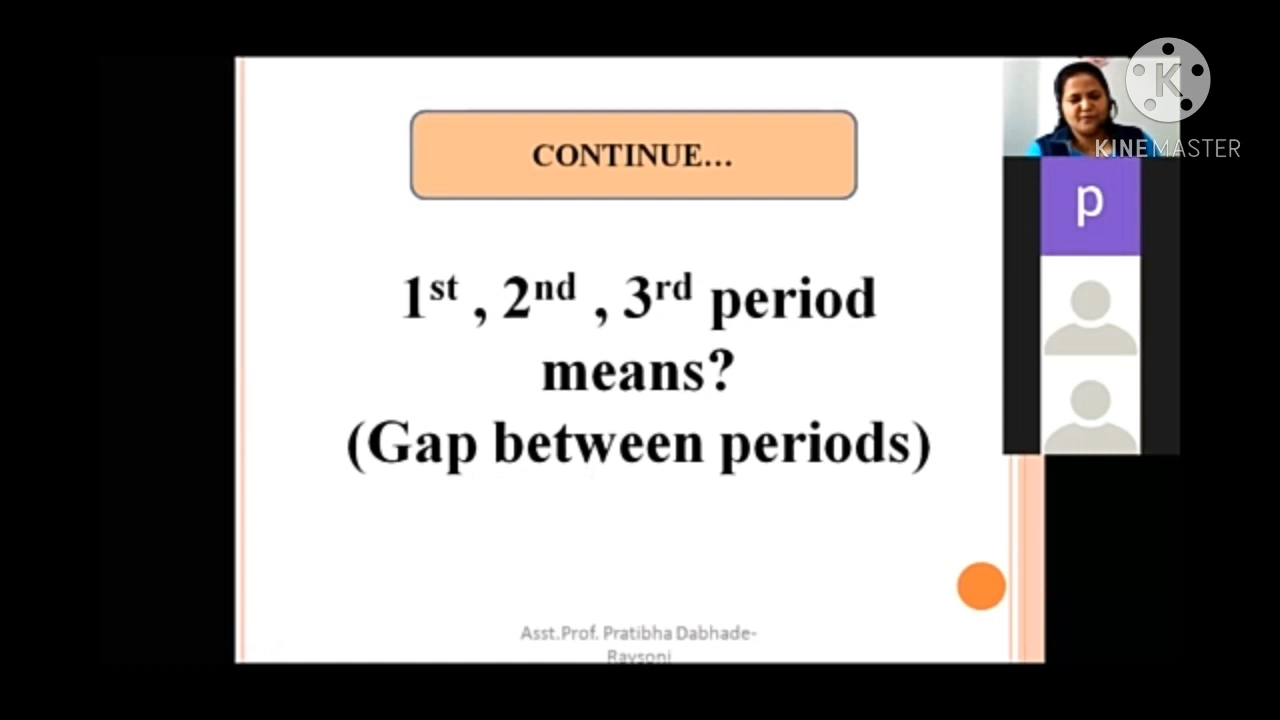 CONTINUE...
1st , 2nd , 3rd period
means?
(Gap between periods)
Asst.Prof. Pratibha Dabhade-
Raysoni
K
KINEMASTER
p